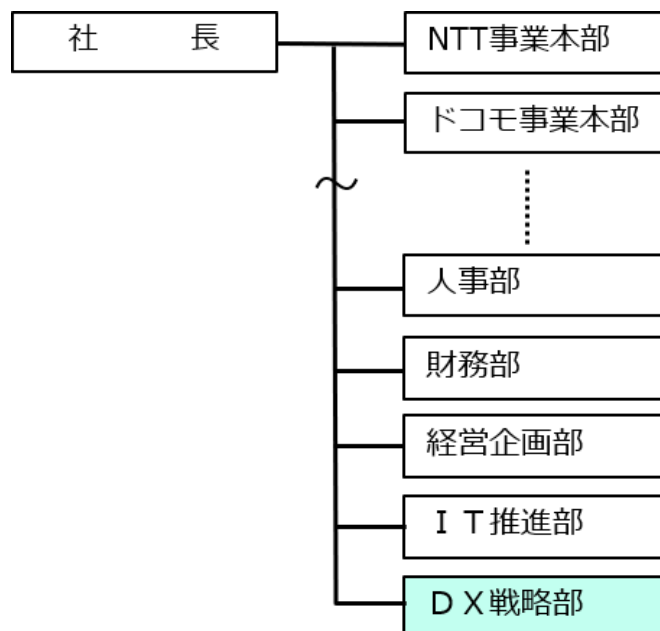 社　　　長
NTT事業本部
ドコモ事業本部
人事部
財務部
経営企画部
ＩＴ推進部
ＤＸ戦略部